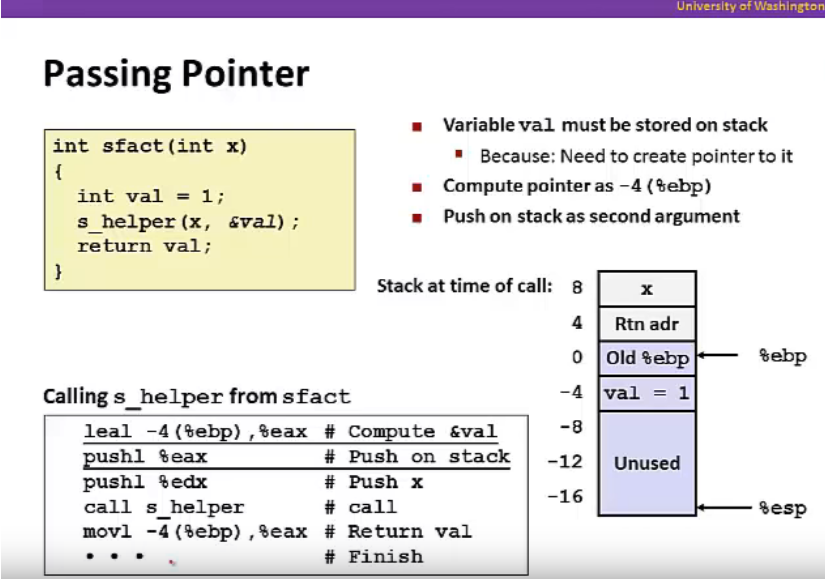 University of Washington
Passing Pointer
int sfact(int x)
{
int val = 1;
s_helper(x, &val);
return val;
}
Variable val must be stored on stack
Because: Need to create pointer to it
Compute pointer as -4(%ebp)
Push on stack as second argument
Stack at time of call: 8 x
4 Rtn adr
0 Old %ebp %ebp
-4 val = 1
-8
-12 Unused
-16
%esp
Calling s_helper from sfact
leal -4(%ebp),%eax # Compute &val
pushl %eax # Push on stack
pushl %edx # Push x
call s_helper # call
movl -4(%ebp),%eax # Return val
• • • # Finish